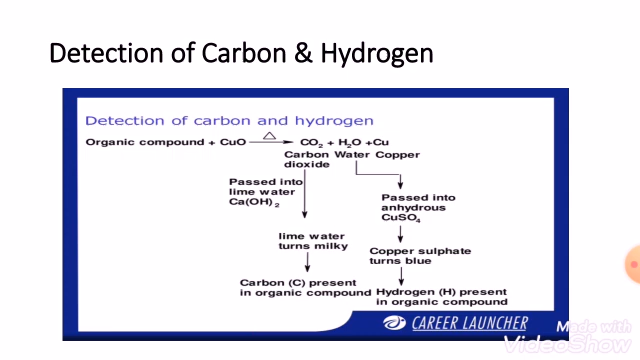 Detection of Carbon & Hydrogen
Detection of carbon and hydrogen
Organic compound + CuO → CO₂ + H₂O +Cu
Carbon Water Copper
dioxide
Passed into
lime water
Ca(OH)₂
lime water
turns milky
Carbon (C) present
in organic compound
Passed into
anhydrous
CuSO₄
Copper sulphate
turns blue
Hydrogen (H) present
in organic compound
CAREER LAUNCHER
Made with
VideoShow